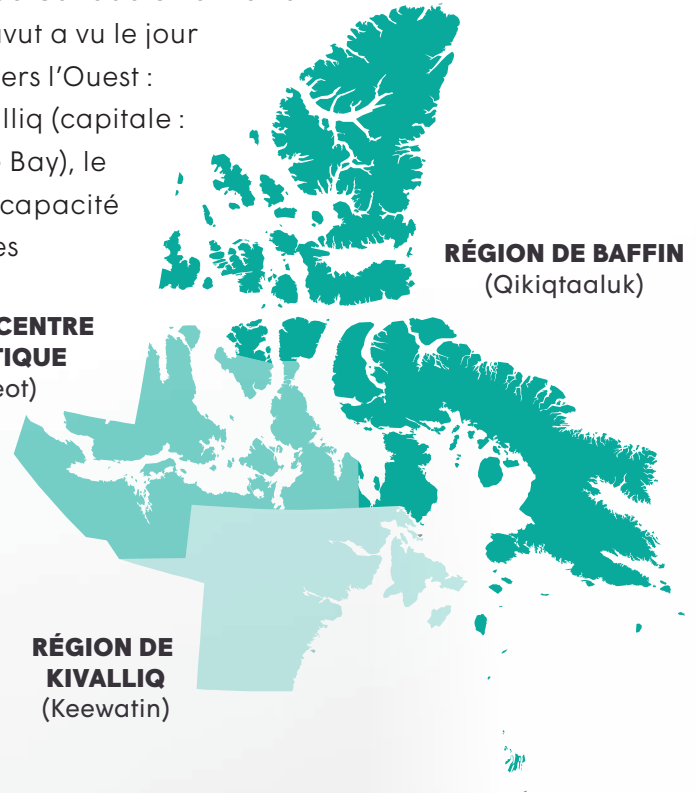 vut a vu le jour
ers l'Ouest :
lliq (capitale :
Bay), le
capacité
es
RÉGION DE BAFFIN
(Qikiqtaaluk)
CENTRE
TIQUE
eot)
RÉGION DE
KIVALLIQ
(Keewatin)